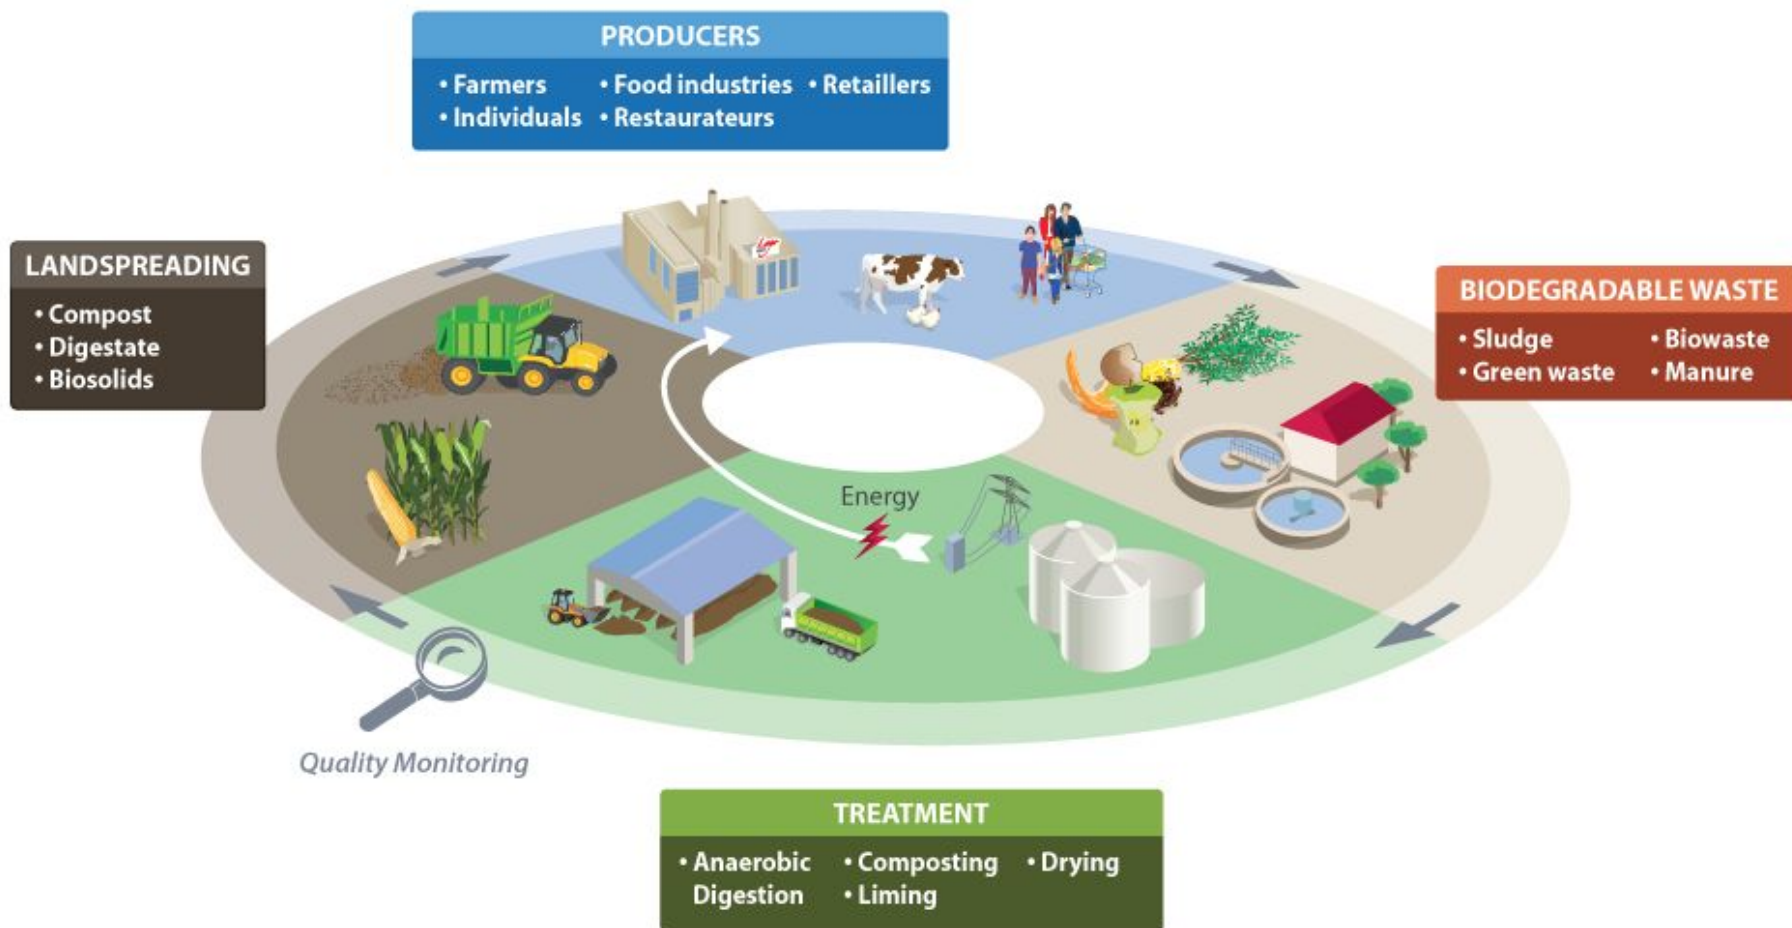 PRODUCERS
• Farmers • Food industries • Retaillers
• Individuals • Restaurateurs
LANDSPREADING
• Compost
• Digestate
• Biosolids
BIODEGRADABLE WASTE
• Sludge • Biowaste
• Green waste • Manure
Energy
Quality Monitoring
TREATMENT
• Anaerobic • Composting • Drying
Digestion • Liming